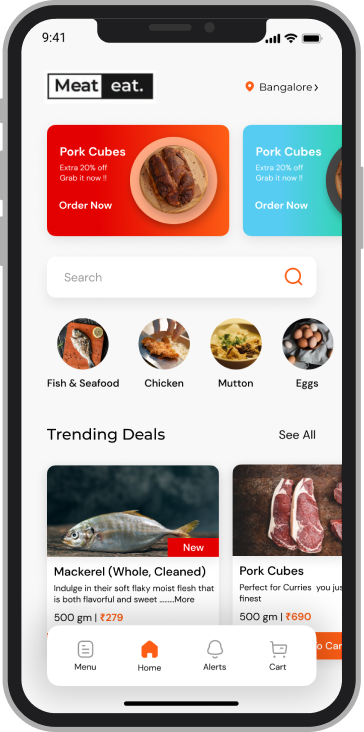 9:41
Meat eat.
Bangalore
Pork Cubes
Extra 20% off
Grab it now !!
Order Now
Pork Cubes
Extra 20% off
Grab it now !!
Order Now
Search
Fish & Seafood
Chicken
Mutton
Eggs
Trending Deals
See All
New
Mackerel (Whole, Cleaned)
Indulge in their soft flaky moist flesh that
is both flavorful and sweet ........More
500 gm | ₹279
Pork Cubes
Perfect for Curries you jus
finest
500 gm | ₹690
o Car
Menu
Home
Alerts
Cart